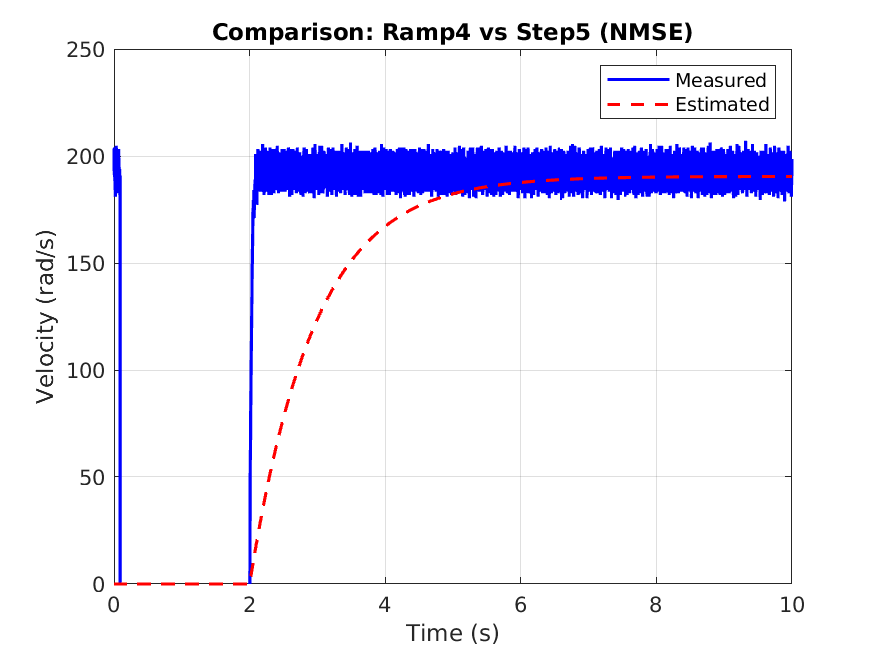 Comparison: Ramp4 vs Step5 (NMSE)
250
200
150
100
50
0
Velocity (rad/s)
Measured
Estimated
0 2 4 6 8 10
Time (s)